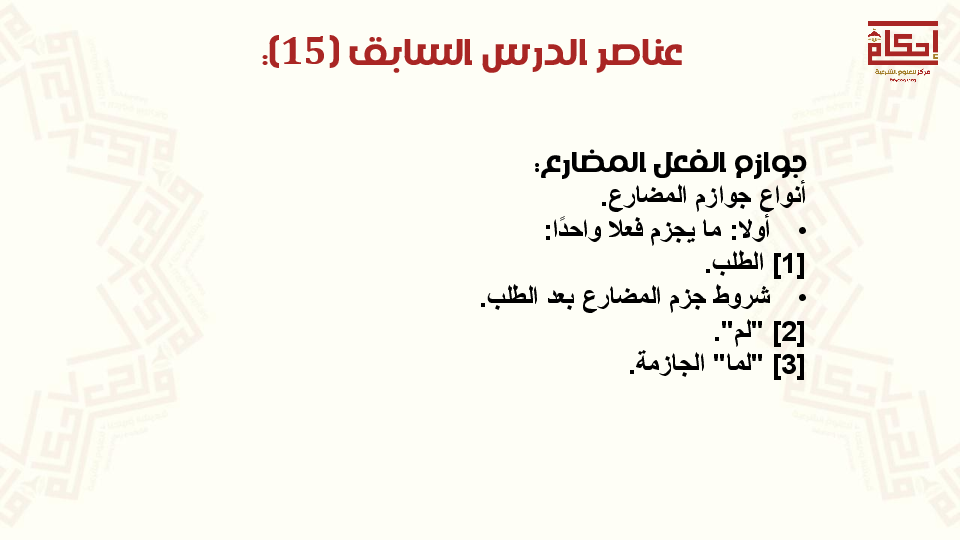 عناصر الدرس السابق (15):
إحكام
مركز للعلوم الشرعية
جوازم الفعل المضارع:
أنواع جوازم المضارع.
• أولا: ما يجزم فعلا واحدًا:
[1] الطلب.
• شروط جزم المضارع بعد الطلب.
[2] "لم".
[3] "لما" الجازمة.